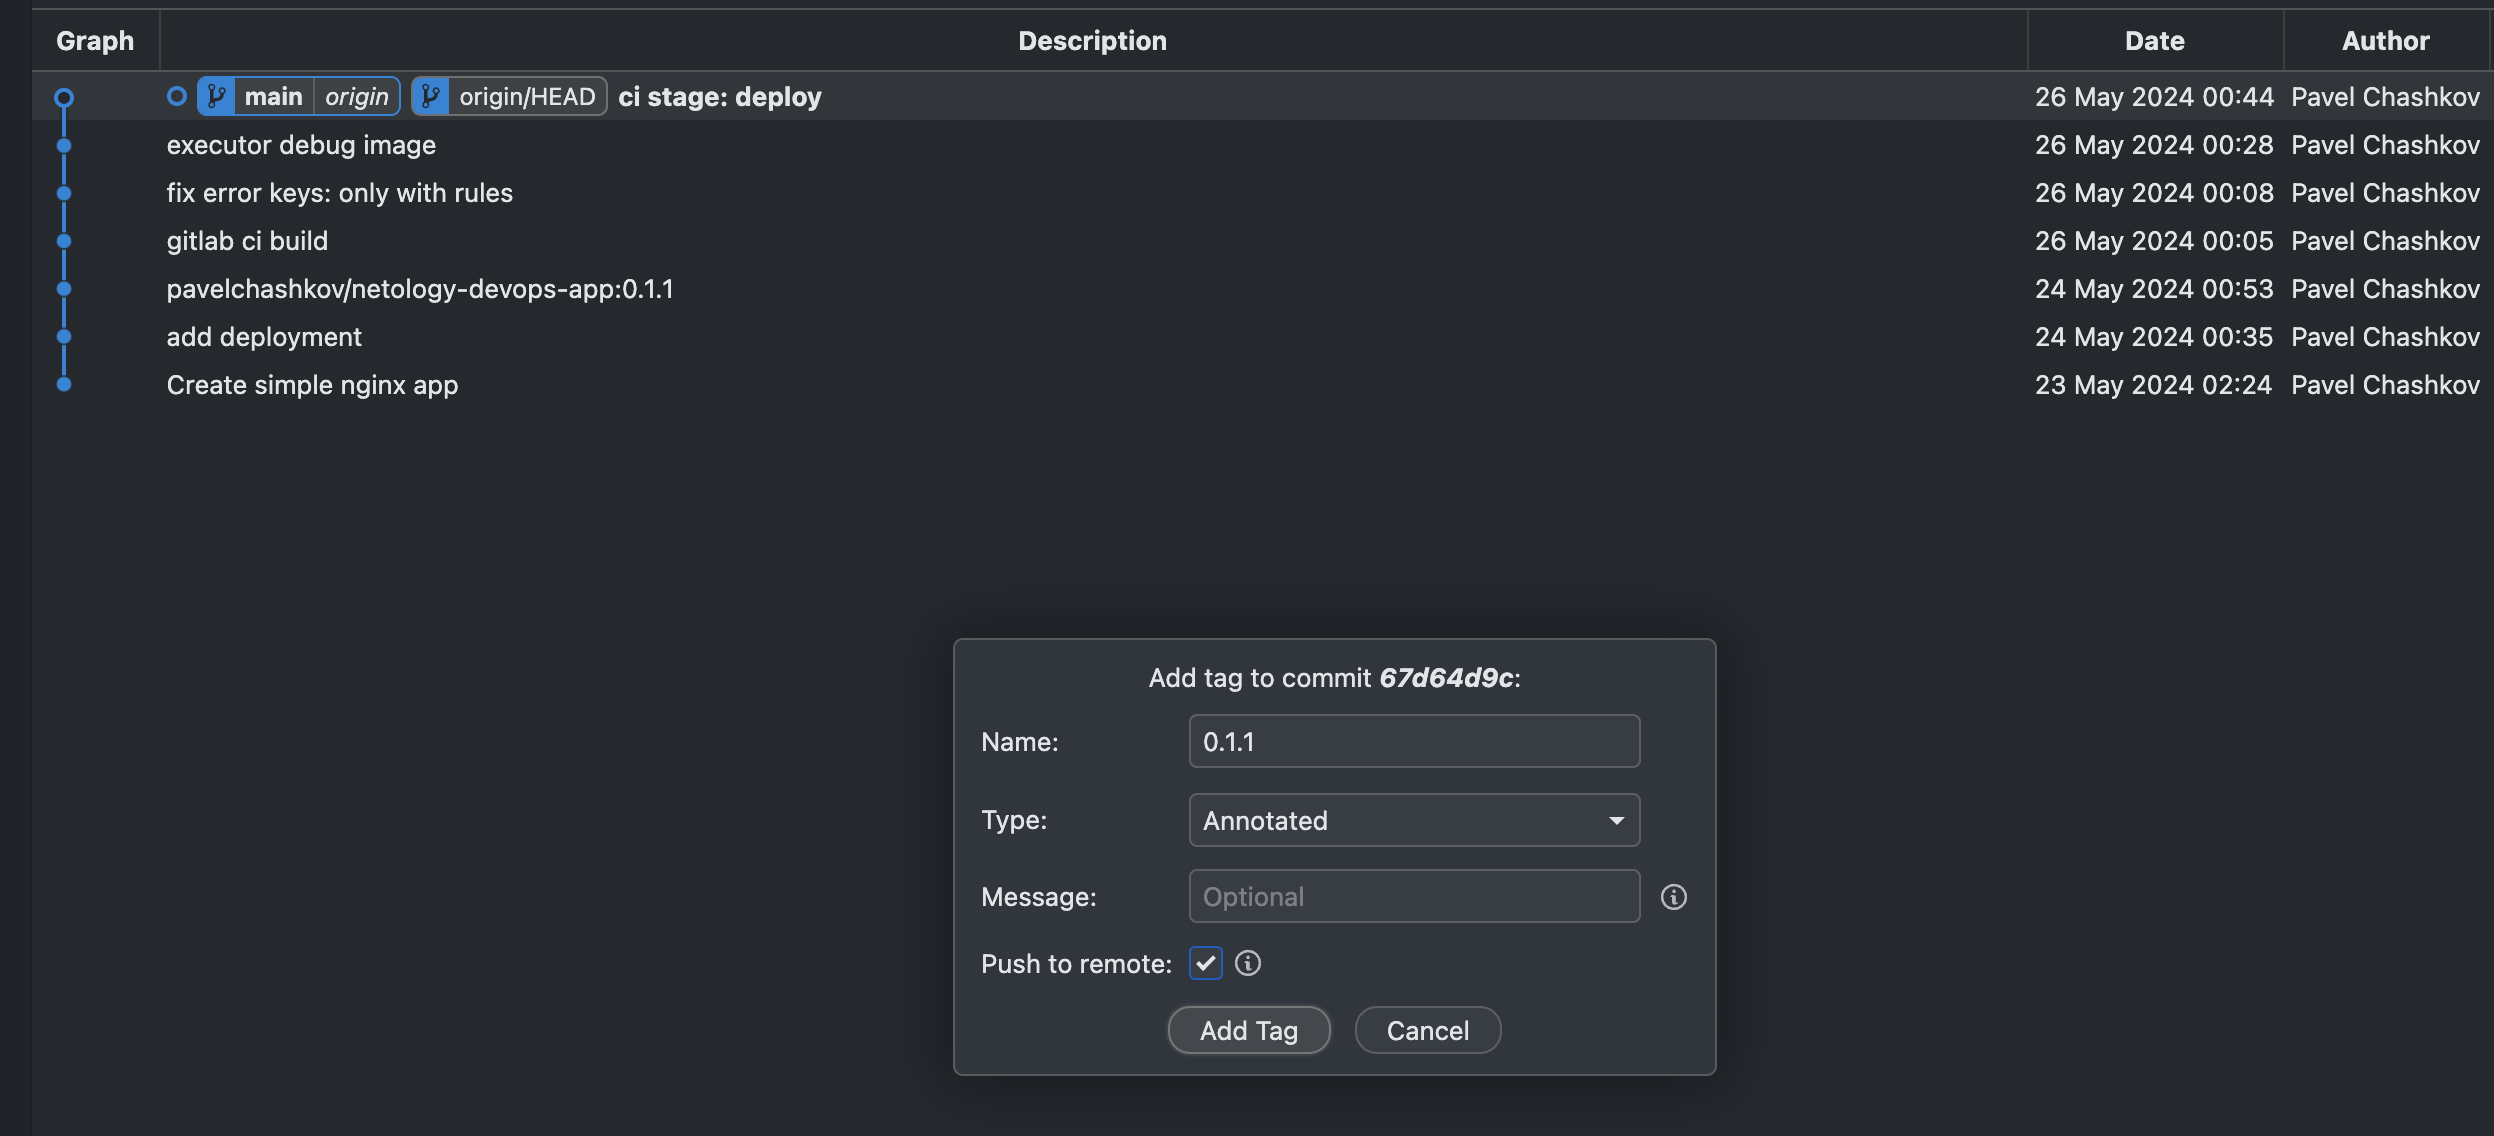 Graph Description Date Author
main origin origin/HEAD ci stage: deploy 26 May 2024 00:44 Pavel Chashkov
executor debug image 26 May 2024 00:28 Pavel Chashkov
fix error keys: only with rules 26 May 2024 00:08 Pavel Chashkov
gitlab ci build 26 May 2024 00:05 Pavel Chashkov
pavelchashkov/netology-devops-app:0.1.1 24 May 2024 00:53 Pavel Chashkov
add deployment 24 May 2024 00:35 Pavel Chashkov
Create simple nginx app 23 May 2024 02:24 Pavel Chashkov
Add tag to commit 67d64d9c:
Name: 0.1.1
Type: Annotated
Message: Optional
Push to remote:
Add Tag Cancel